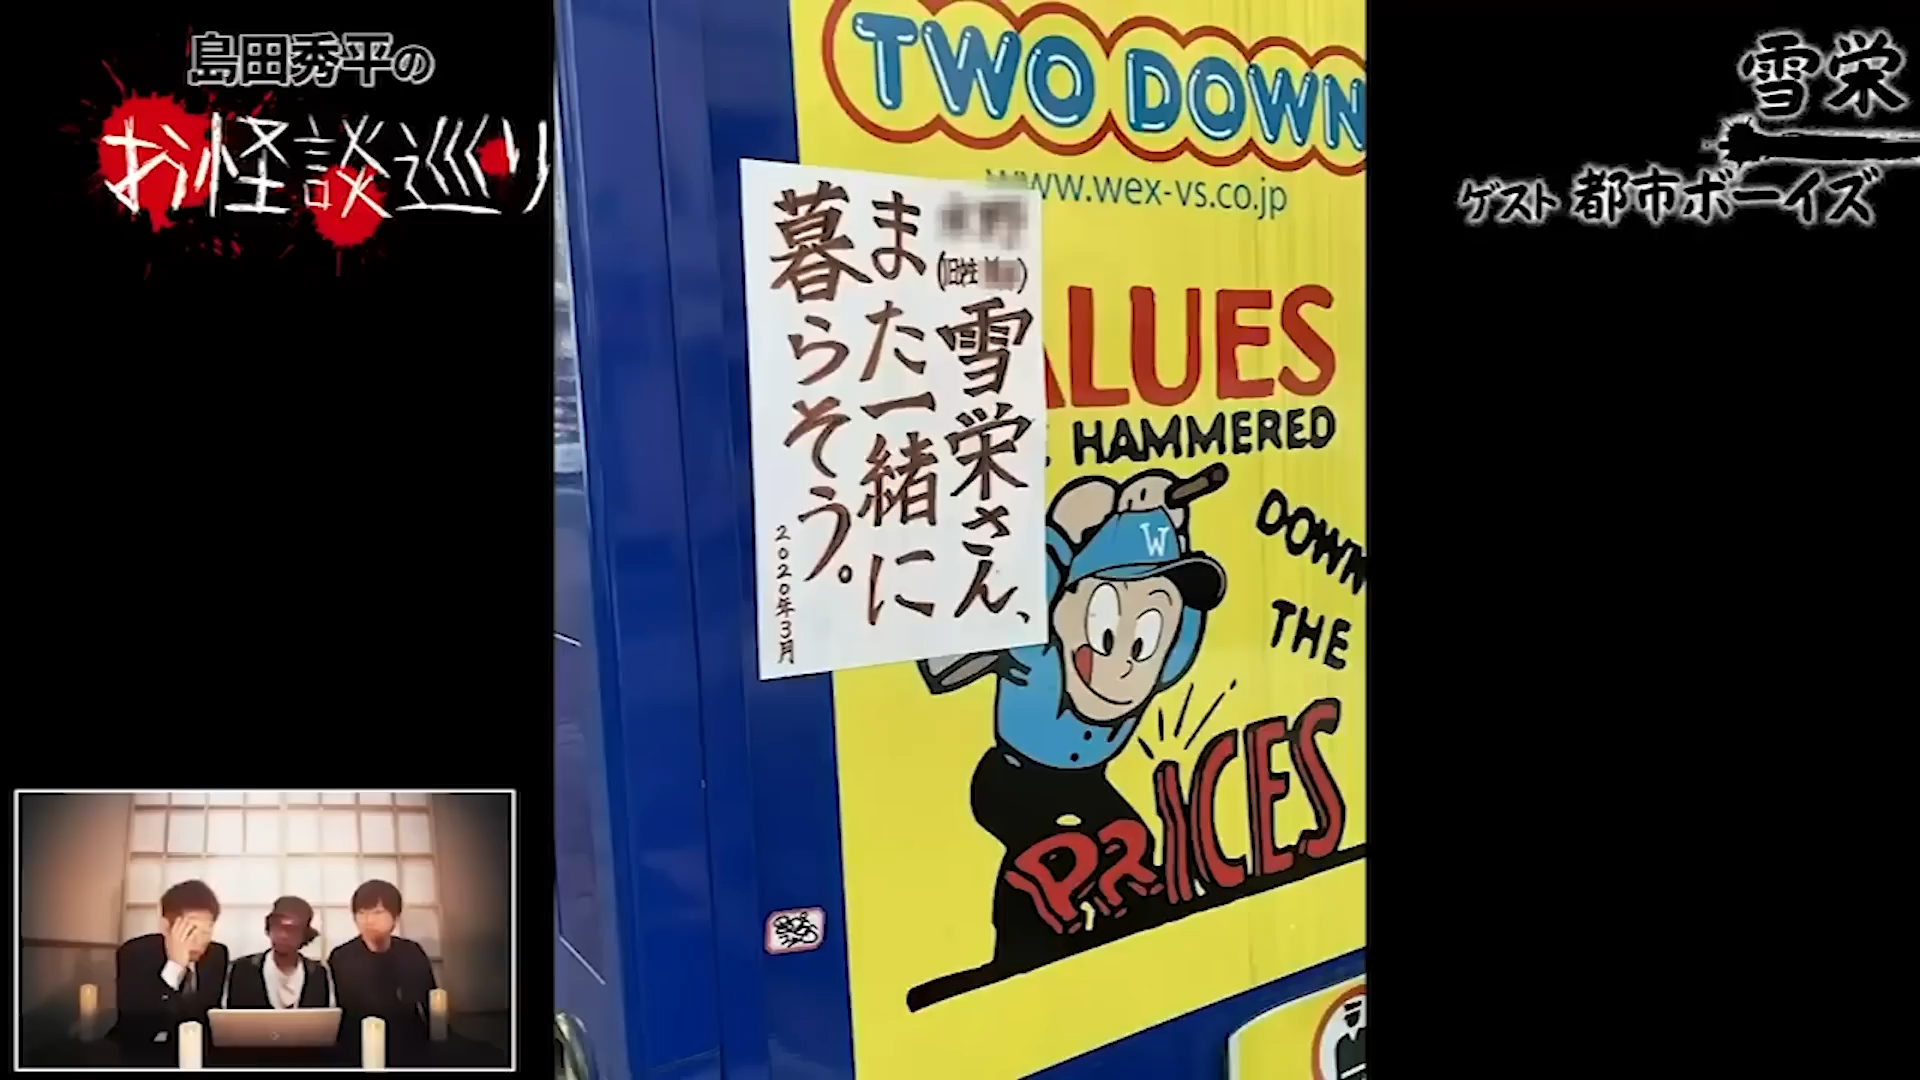 島田秀平の
お怪談巡り
雪栄
ゲスト 都市ボーイズ
TWO DOWN
www.wex-vs.co.jp
(旧姓 )
雪栄さん、
また一緒に
暮らそう。
2020年3月
ALUES
HAMMERED
W
DOWN
THE
PRICES